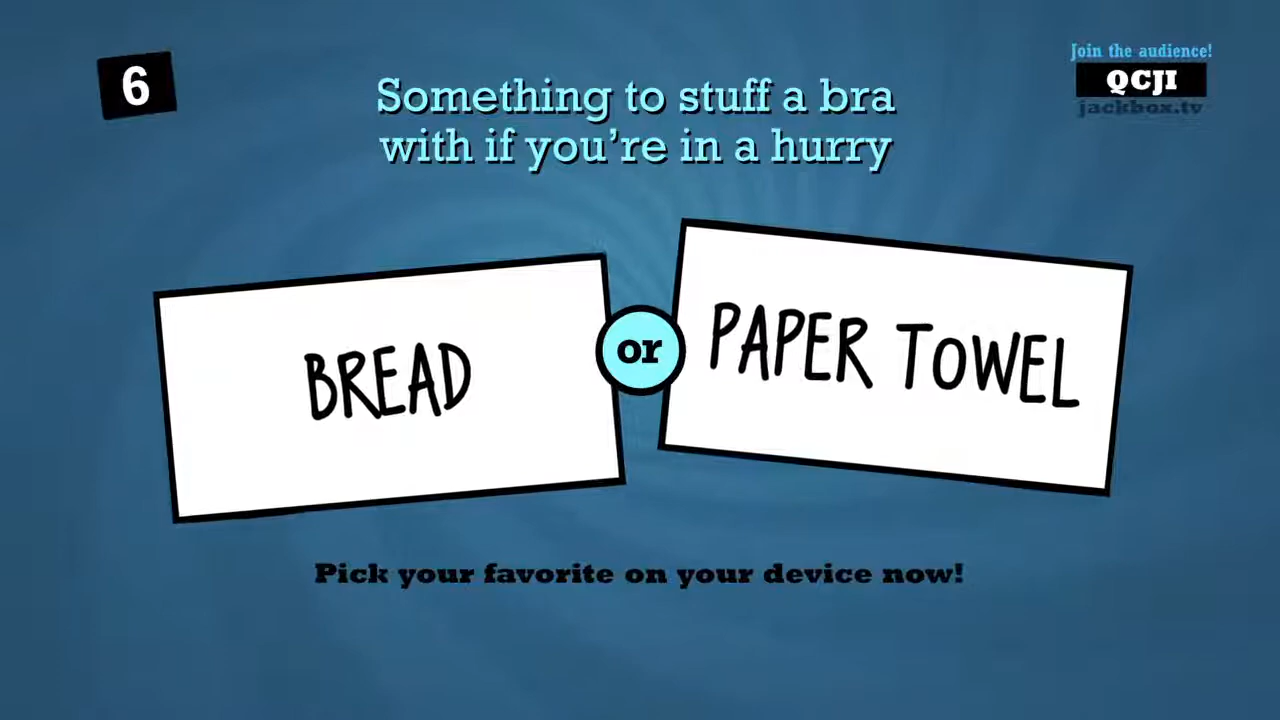 6
Join the audience!
QCJI
jackbox.tv
Something to stuff a bra
with if you're in a hurry
BREAD
or
PAPER TOWEL
Pick your favorite on your device now!